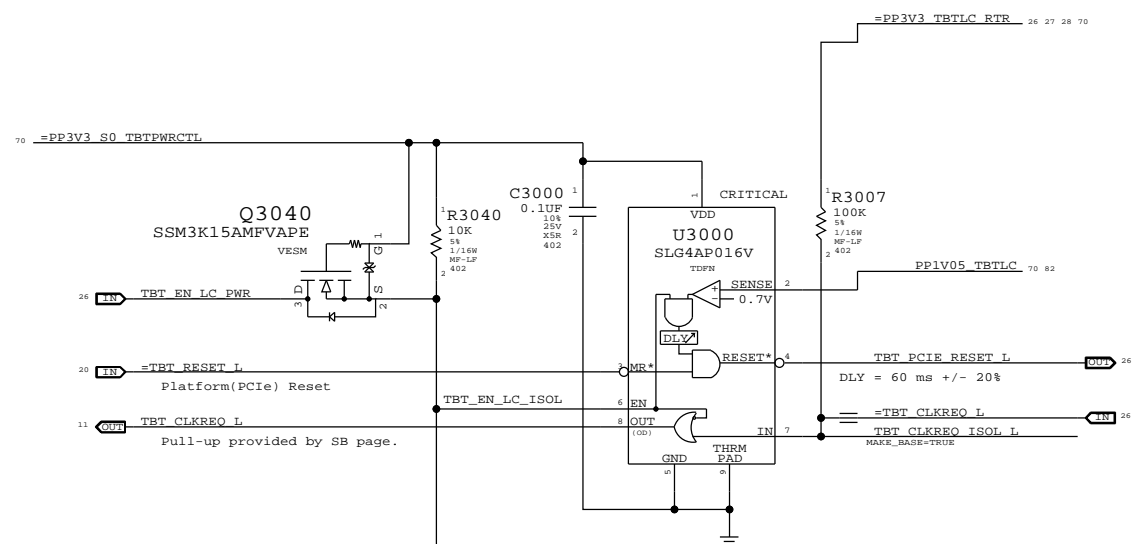 =PP3V3_TBTLC_RTR 26 27 28 70
70 =PP3V3_S0_TBTPWRCTL
Q3040
SSM3K15AMFVAPE
VESM
G 1
D 3
S 2
1
R3040
10K
5%
1/16W
MF-LF
402
2
C3000 1
0.1UF
10%
25V
X5R
402
2
1
CRITICAL
VDD
U3000
SLG4AP016V
TDFN
1
R3007
100K
5%
1/16W
MF-LF
402
2
PP1V05_TBTLC 70 82
SENSE 2
+
- 0.7V
DLY
26 IN TBT_EN_LC_PWR
20 IN =TBT_RESET_L
Platform(PCIe) Reset
3 MR*
RESET* 4
TBT_PCIE_RESET_L OUT 26
DLY = 60 ms +/- 20%
TBT_EN_LC_ISOL 6 EN
11 OUT TBT_CLKREQ_L 8 OUT
(OD)
Pull-up provided by SB page.
=TBT_CLKREQ_L IN 26
IN 7 TBT_CLKREQ_ISOL_L
MAKE_BASE=TRUE
GND
THRM
PAD
5
9